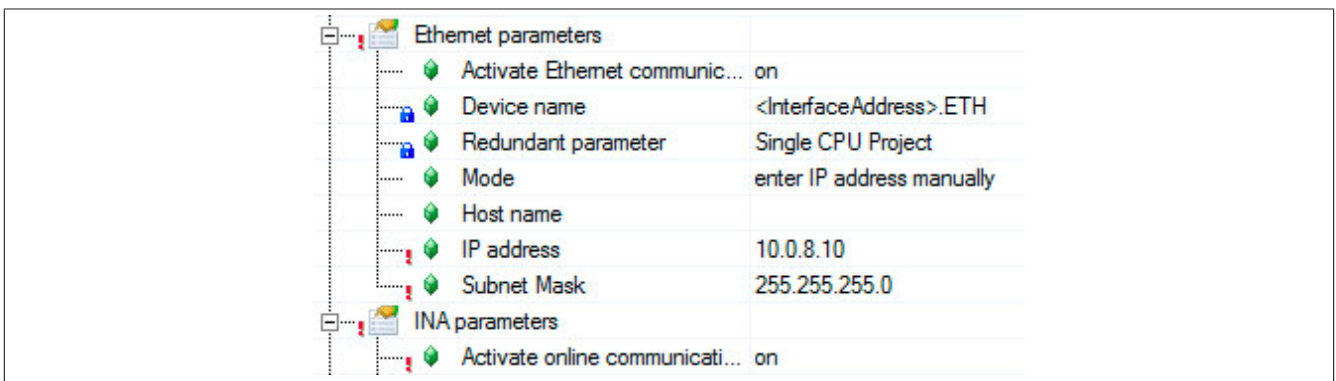 Ethernet parameters
Activate Ethernet communic... on
Device name <InterfaceAddress>.ETH
Redundant parameter Single CPU Project
Mode enter IP address manually
Host name
IP address 10.0.8.10
Subnet Mask 255.255.255.0
INA parameters
Activate online communicati... on